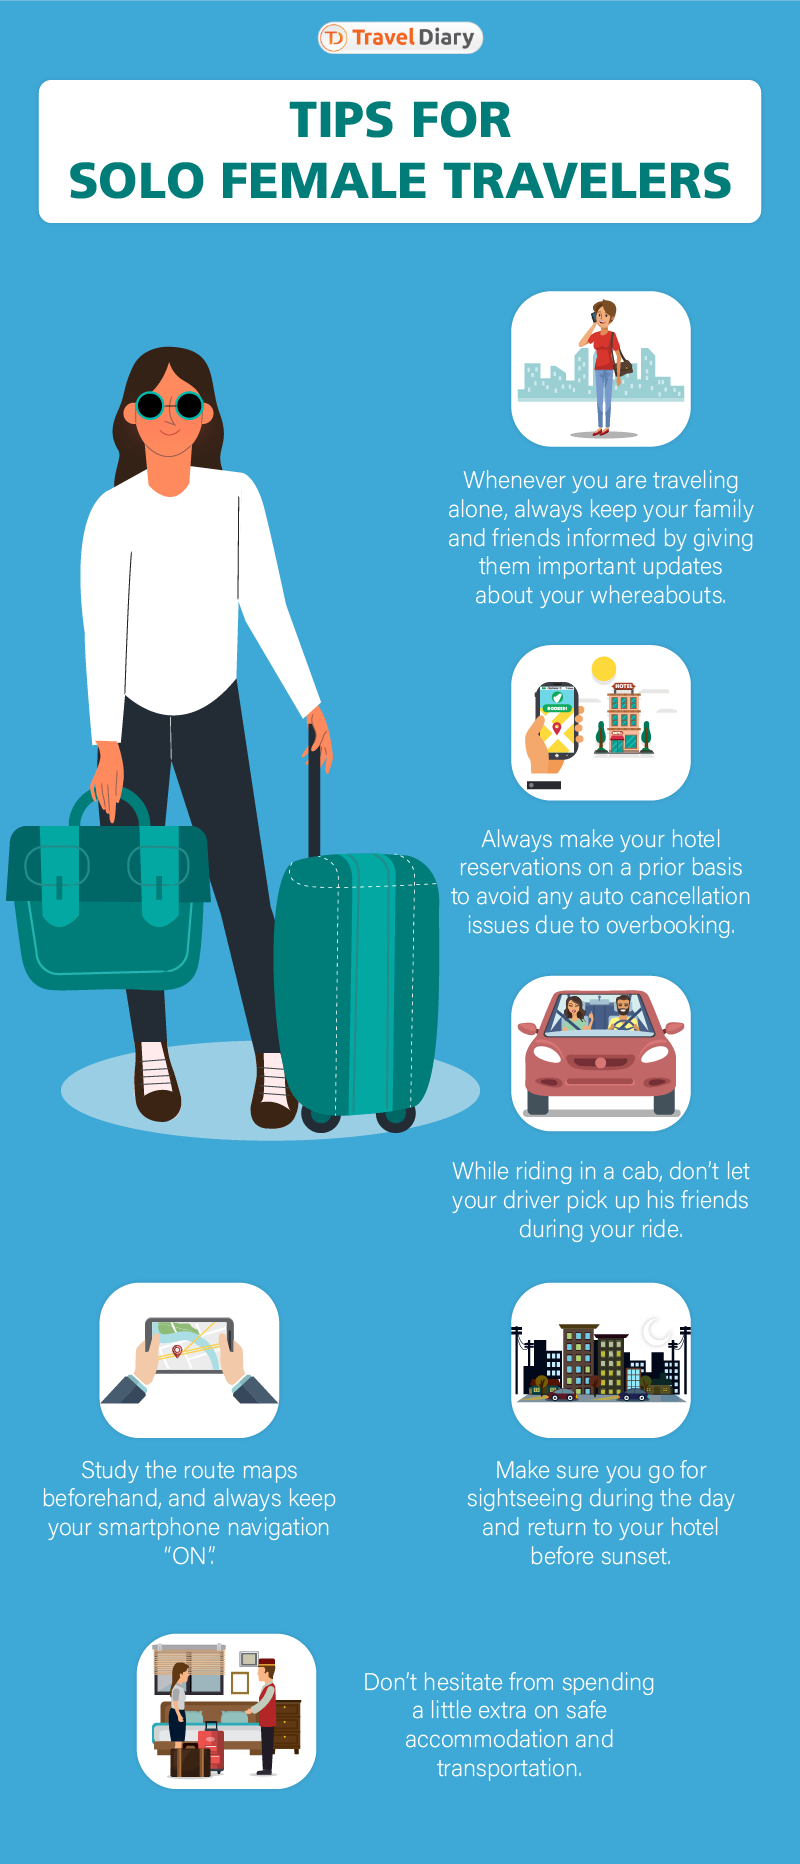 TD Travel Diary
TIPS FOR
SOLO FEMALE TRAVELERS
Whenever you are traveling
alone, always keep your family
and friends informed by giving
them important updates
about your whereabouts.
BOOKED!
HOTEL
Always make your hotel
reservations on a prior basis
to avoid any auto cancellation
issues due to overbooking.
While riding in a cab, don't let
your driver pick up his friends
during your ride.
Study the route maps
beforehand, and always keep
your smartphone navigation
“ON”.
Make sure you go for
sightseeing during the day
and return to your hotel
before sunset.
Don't hesitate from spending
a little extra on safe
accommodation and
transportation.